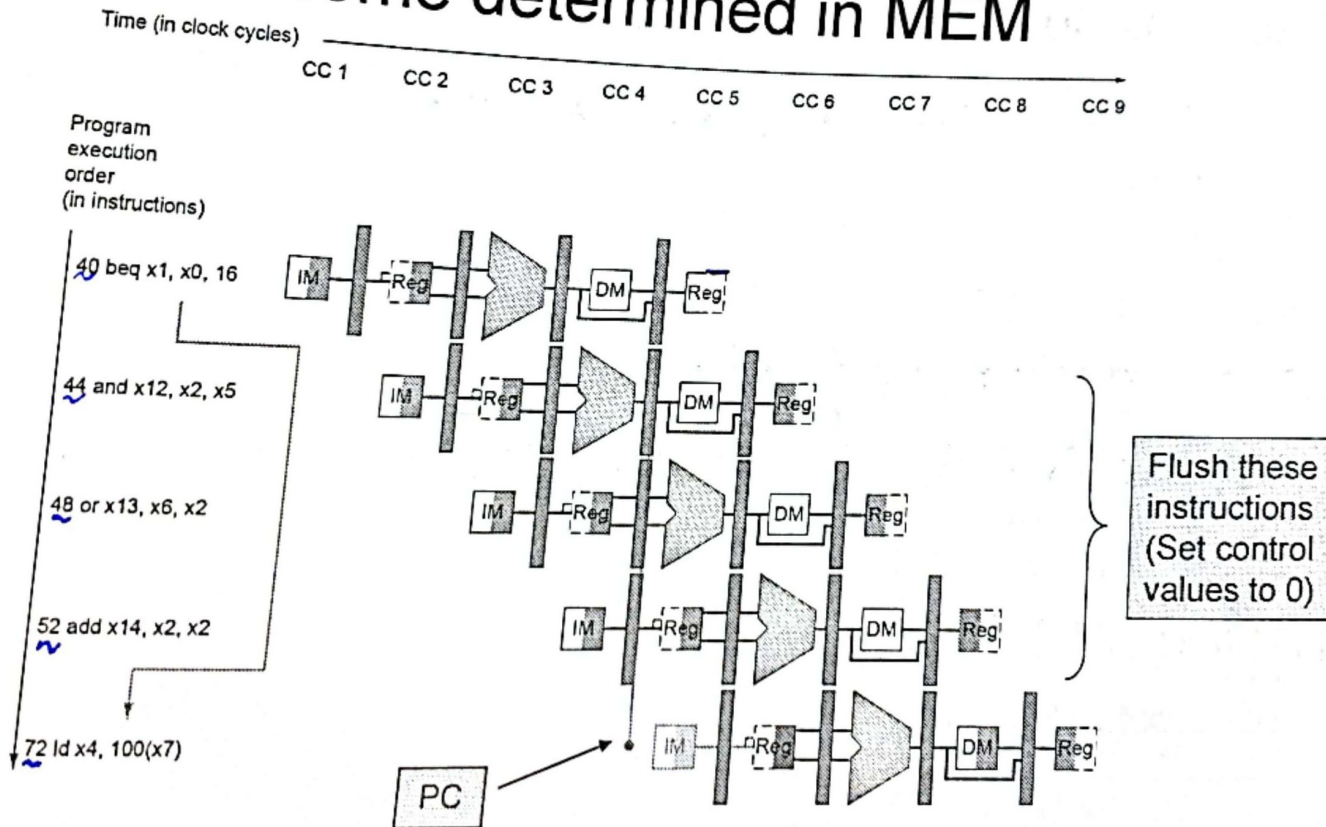 determined in MEM
Time (in clock cycles)
CC 1 CC 2 CC 3 CC 4 CC 5 CC 6 CC 7 CC 8 CC 9
Program
execution
order
(in instructions)
40 beq x1, x0, 16
IM Reg DM Reg
44 and x12, x2, x5
IM Reg DM Reg
48 or x13, x6, x2
IM Reg DM Reg
52 add x14, x2, x2
IM Reg DM Reg
72 ld x4, 100(x7)
IM Reg DM Reg
PC
Flush these
instructions
(Set control
values to 0)